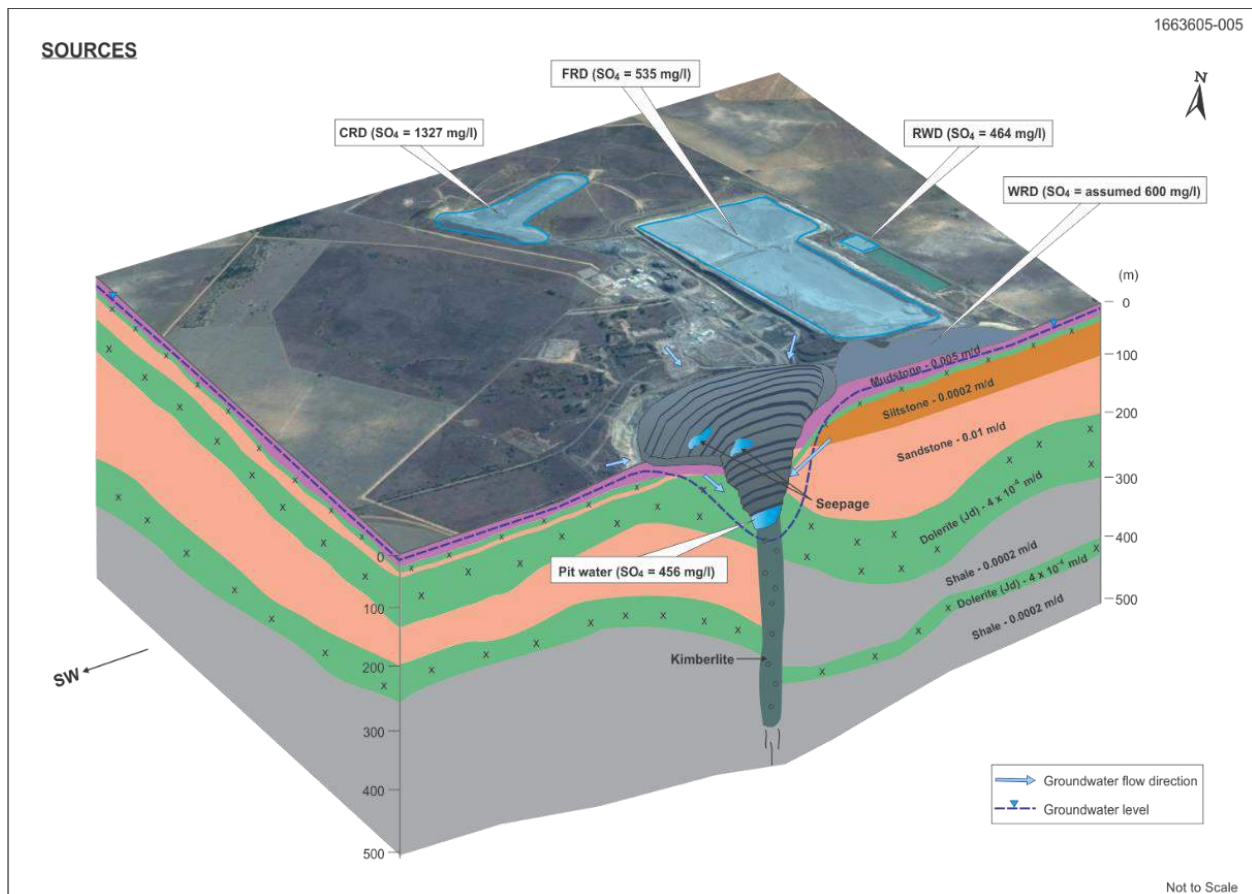 1663605-005
SOURCES
N
FRD (SO₄ = 535 mg/l)
CRD (SO₄ = 1327 mg/l)
RWD (SO₄ = 464 mg/l)
WRD (SO₄ = assumed 600 mg/l)
(m)
0
100
200
300
400
500
Mudstone - 0.005 m/d
Siltstone - 0.0002 m/d
Sandstone - 0.01 m/d
Dolerite (Jd) - 4 x 10⁻⁴ m/d
Shale - 0.0002 m/d
Dolerite (Jd) - 4 x 10⁻⁴ m/d
Shale - 0.0002 m/d
Seepage
Pit water (SO₄ = 456 mg/l)
Kimberlite
0
100
200
300
400
500
SW
Groundwater flow direction
Groundwater level
Not to Scale